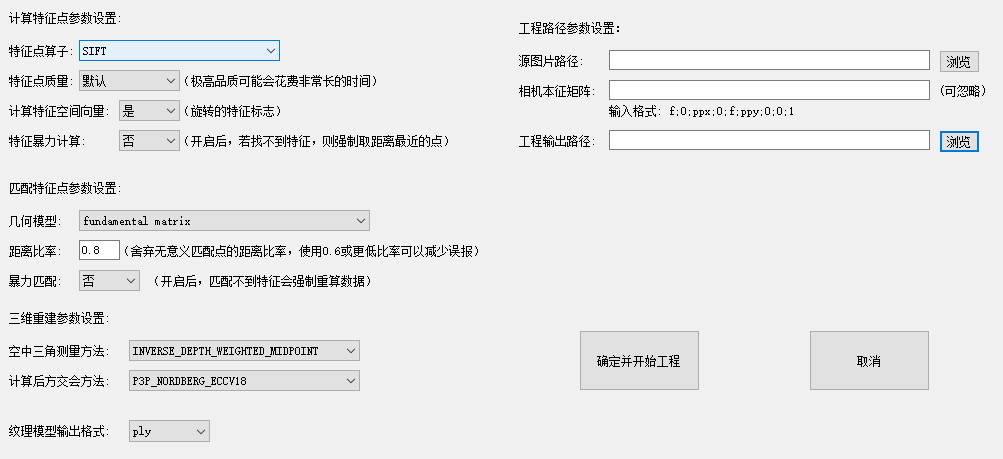 计算特征点参数设置:
特征点算子: SIFT
特征点质量: 默认 (极高品质可能会花费非常长的时间)
计算特征空间向量: 是 (旋转的特征标志)
特征暴力计算: 否 (开启后，若找不到特征，则强制取距离最近的点)
匹配特征点参数设置:
几何模型: fundamental matrix
距离比率: 0.8 (舍弃无意义匹配点的距离比率，使用0.6或更低比率可以减少误报)
暴力匹配: 否 (开启后，匹配不到特征会强制重算数据)
三维重建参数设置:
空中三角测量方法: INVERSE_DEPTH_WEIGHTED_MIDPOINT
计算后方交会方法: P3P_NORDBERG_ECCV18
纹理模型输出格式: ply
工程路径参数设置：
源图片路径: 浏览
相机本征矩阵: (可忽略)
输入格式: f;0;ppx;0;f;ppy;0;0;1
工程输出路径: 浏览
确定并开始工程
取消